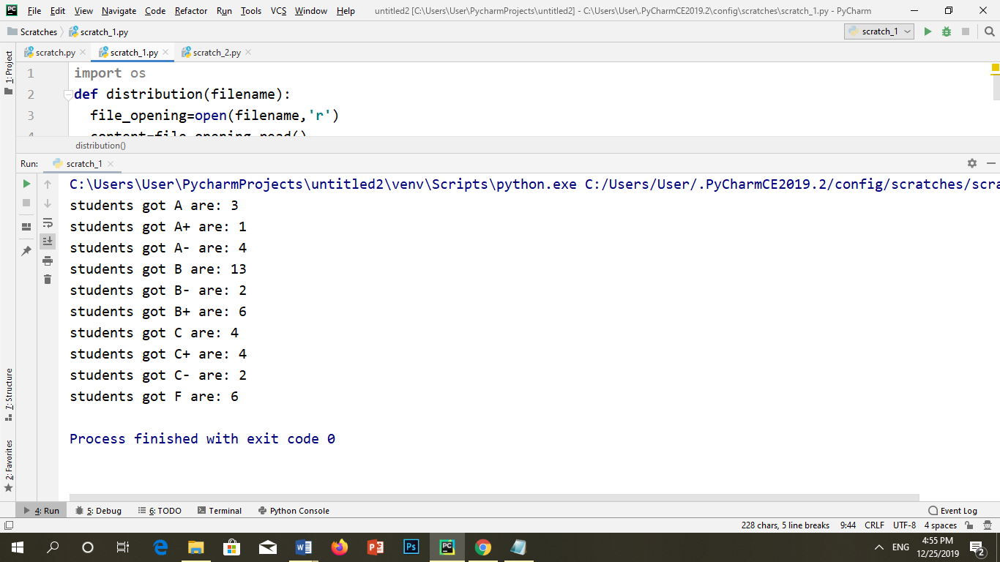 PC File Edit View Navigate Code Refactor Run Tools VCS Window Help untitled2 [C:\Users\User\PycharmProjects\untitled2] - C:\Users\User\.PyCharmCE2019.2\config\scratches\scratch_1.py - PyCharm
Scratches scratch_1.py scratch_1
scratch.py scratch_1.py scratch_2.py
1: Project
1 import os
2 def distribution(filename):
3 file_opening=open(filename,'r')
4 content=file_opening.read()
distribution()
Run: scratch_1
C:\Users\User\PycharmProjects\untitled2\venv\Scripts\python.exe C:/Users/User/.PyCharmCE2019.2/config/scratches/scra
students got A are: 3
students got A+ are: 1
students got A- are: 4
students got B are: 13
students got B- are: 2
students got B+ are: 6
students got C are: 4
students got C+ are: 4
students got C- are: 2
students got F are: 6
Process finished with exit code 0
7: Structure
2: Favorites
4: Run 5: Debug 6: TODO Terminal Python Console Event Log
228 chars, 5 line breaks 9:44 CRLF UTF-8 4 spaces
Ps PC ENG 4:55 PM
12/25/2019 2